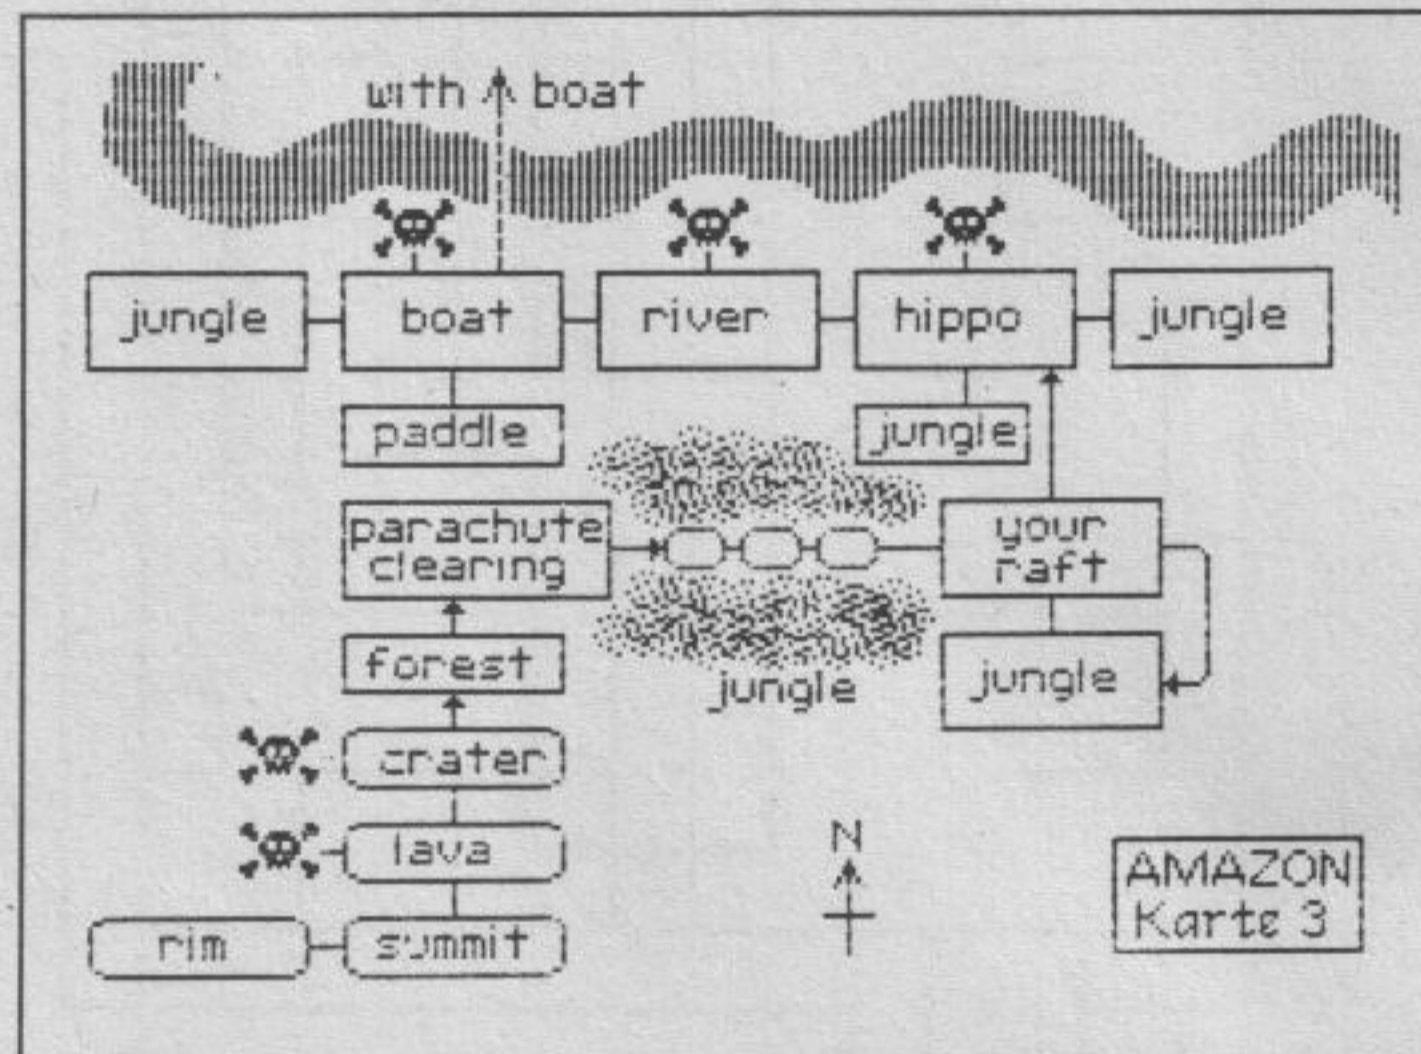 with boat
jungle
boat
river
hippo
jungle
paddle
jungle
parachute
clearing
your
raft
forest
jungle
jungle
crater
lava
N
AMAZON
Karte 3
rim
summit